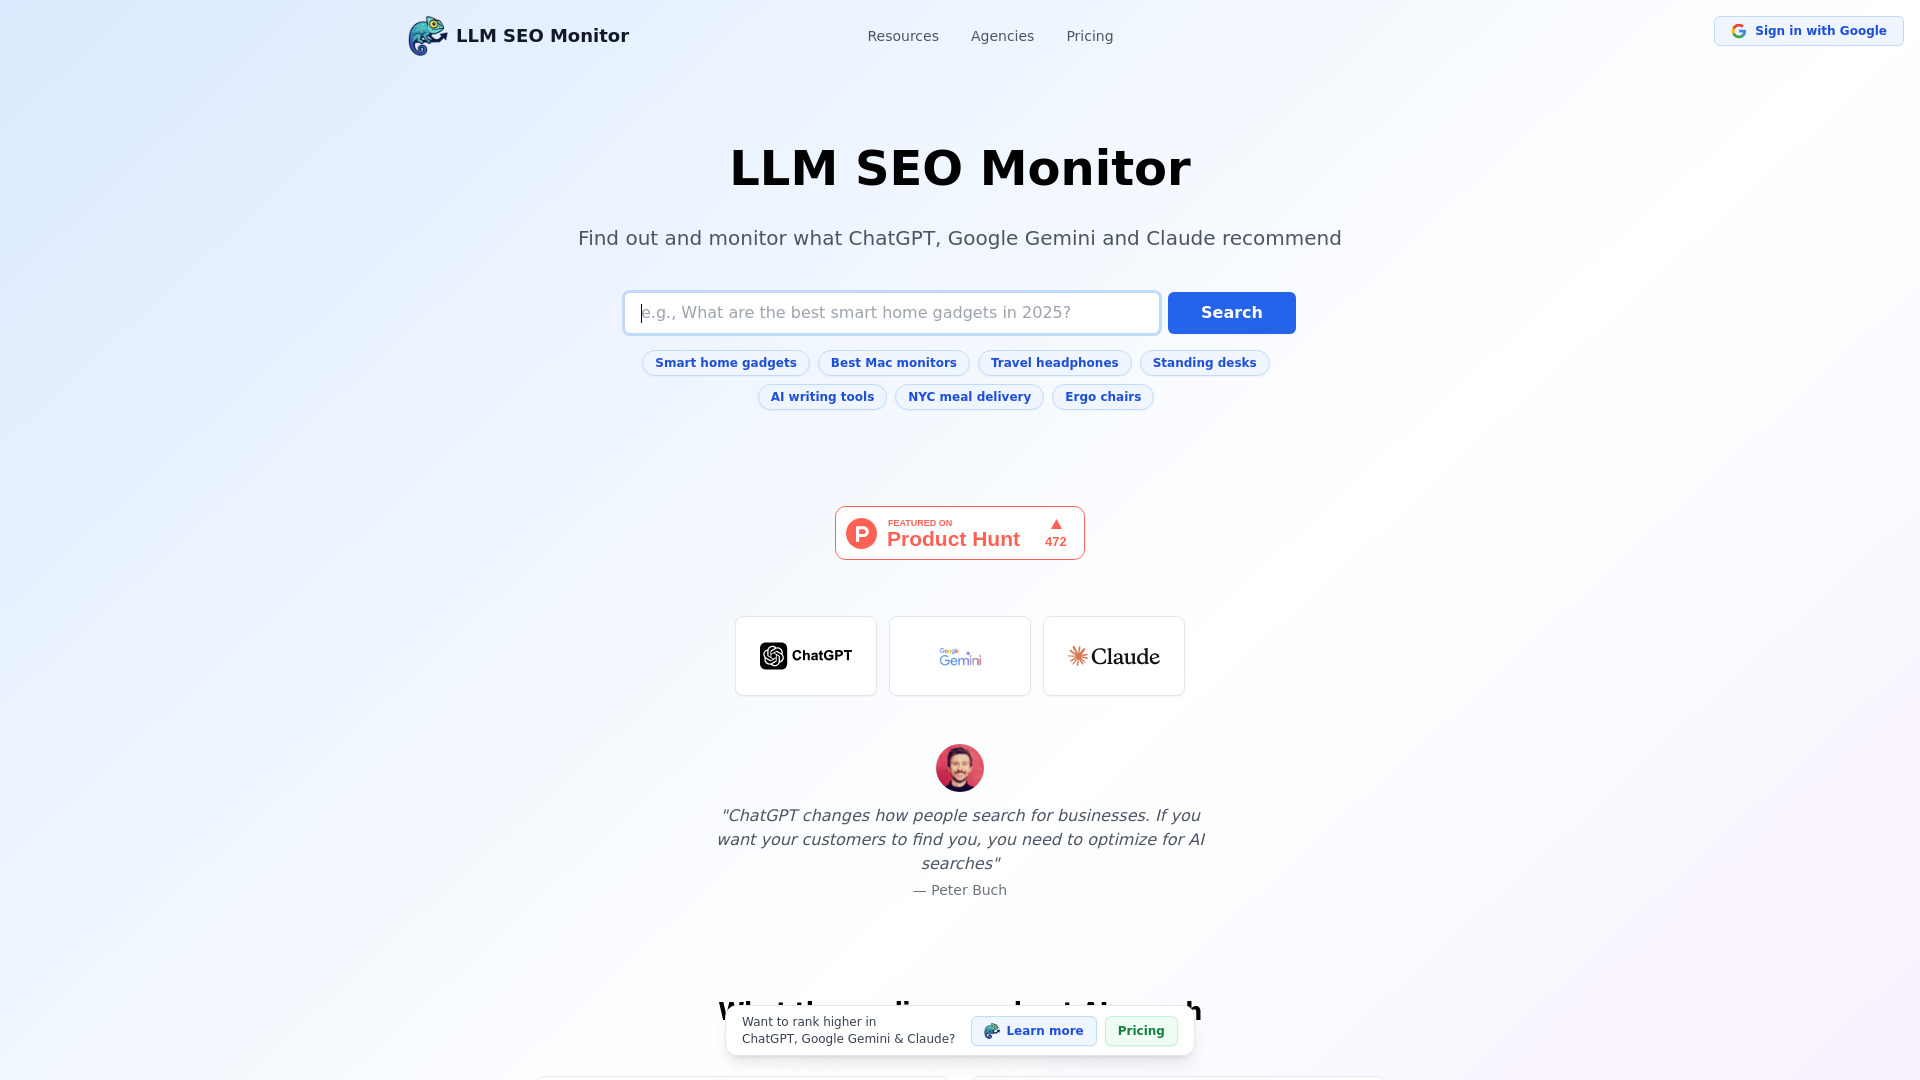 LLM SEO Monitor
Resources
Agencies
Pricing
Sign in with Google
LLM SEO Monitor
Find out and monitor what ChatGPT, Google Gemini and Claude recommend
e.g., What are the best smart home gadgets in 2025?
Search
Smart home gadgets
Best Mac monitors
Travel headphones
Standing desks
AI writing tools
NYC meal delivery
Ergo chairs
FEATURED ON
Product Hunt
472
ChatGPT
Google
Gemini
Claude
"ChatGPT changes how people search for businesses. If you
want your customers to find you, you need to optimize for AI
searches"
— Peter Buch
Want to rank higher in
ChatGPT, Google Gemini & Claude?
Learn more
Pricing